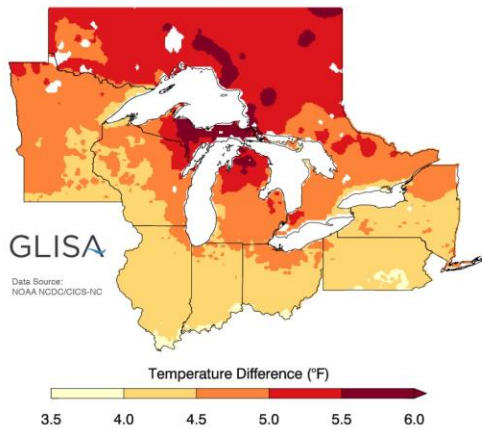 GLISA
Data Source:
NOAA NCDC/CICS-NC
Temperature Difference (°F)
3.5 4.0 4.5 5.0 5.5 6.0